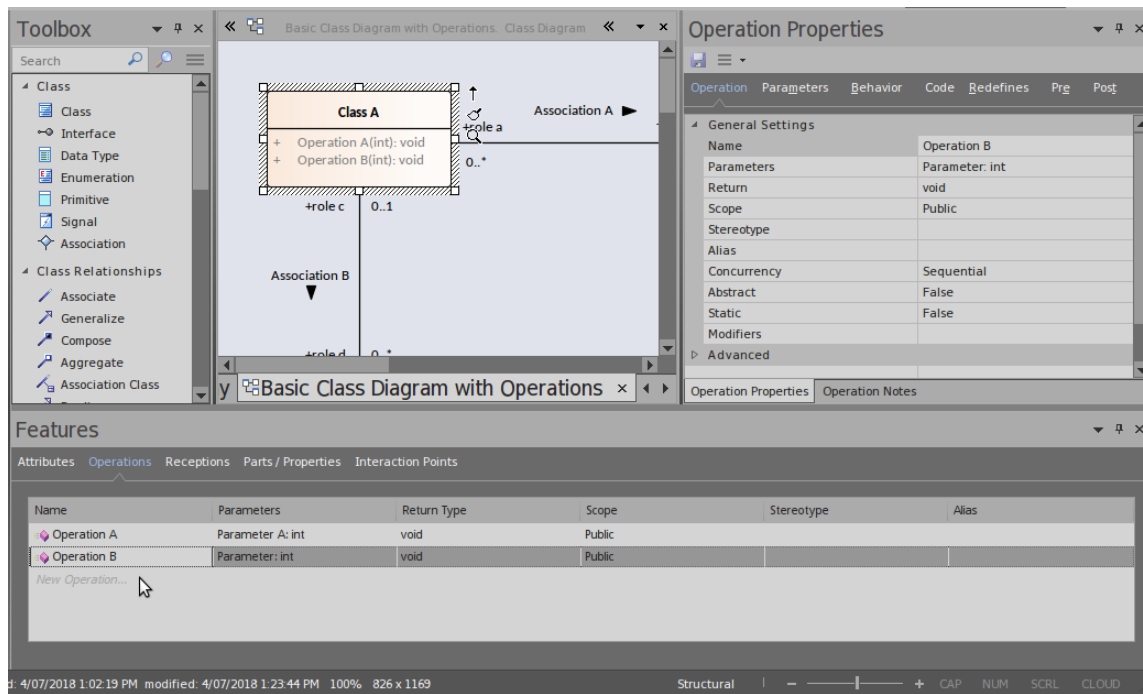 Toolbox
Search
Class
Class
Interface
Data Type
Enumeration
Primitive
Signal
Association
Class Relationships
Associate
Generalize
Compose
Aggregate
Association Class
Basic Class Diagram with Operations. Class Diagram
Class A
+ Operation A(int): void
+ Operation B(int): void
Association A
+role a
0..*
+role c 0..1
Association B
+role d 0..*
y Basic Class Diagram with Operations
Operation Properties
Operation Parameters Behavior Code Redefines Pre Post
General Settings
Name Operation B
Parameters Parameter: int
Return void
Scope Public
Stereotype
Alias
Concurrency Sequential
Abstract False
Static False
Modifiers
Advanced
Operation Properties Operation Notes
Features
Attributes Operations Receptions Parts / Properties Interaction Points
Name Parameters Return Type Scope Stereotype Alias
Operation A Parameter A: int void Public
Operation B Parameter: int void Public
New Operation...
d: 4/07/2018 1:02:19 PM modified: 4/07/2018 1:23:44 PM 100% 826 x 1169 Structural CAP NUM SCRL CLOUD